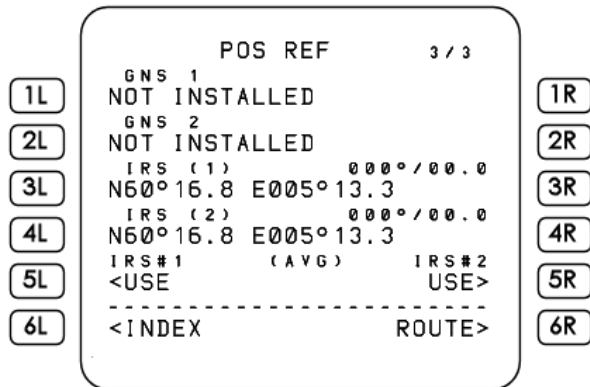 POS REF 3/3
GNS 1
1L NOT INSTALLED 1R
GNS 2
2L NOT INSTALLED 2R
IRS (1) 000°/00.0
3L N60°16.8 E005°13.3 3R
IRS (2) 000°/00.0
4L N60°16.8 E005°13.3 4R
IRS#1 (AVG) IRS#2
5L <USE USE> 5R
------------------------
6L <INDEX ROUTE> 6R